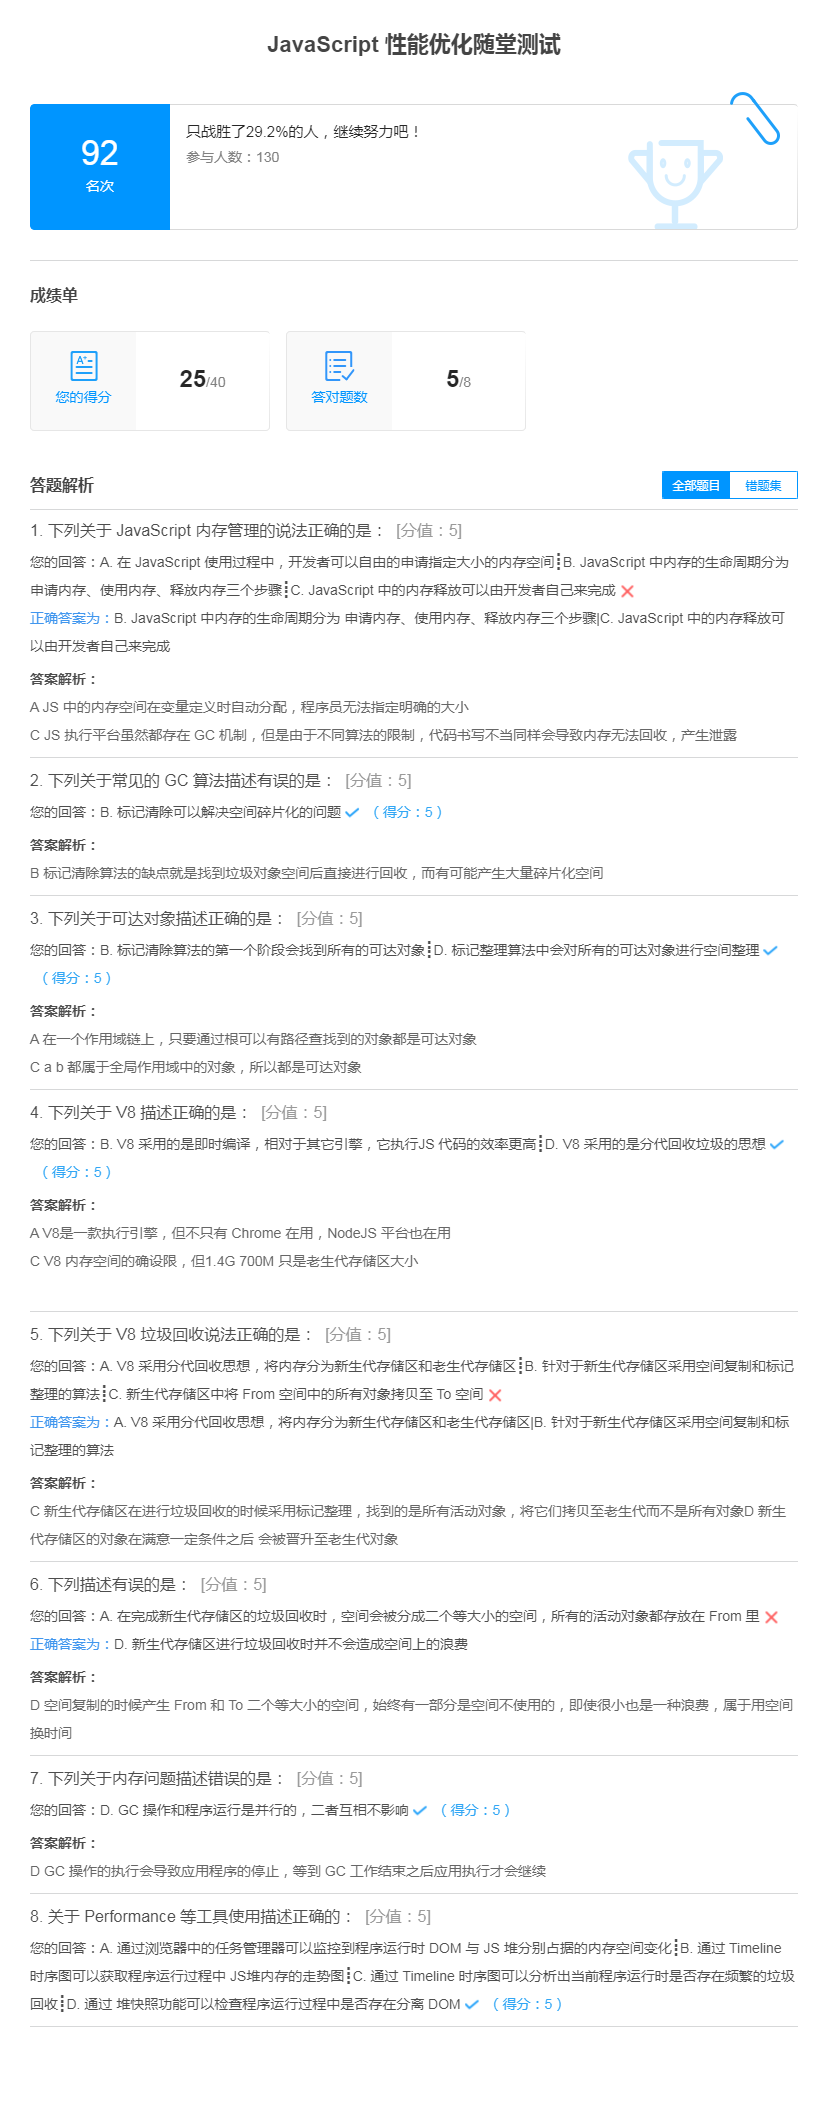 JavaScript 性能优化随堂测试
92
名次
只战胜了29.2%的人，继续努力吧！
参与人数：130
成绩单
您的得分
25/40
答对题数
5/8
答题解析
全部题目
错题集
1. 下列关于 JavaScript 内存管理的说法正确的是： [分值：5]
您的回答：A. 在 JavaScript 使用过程中，开发者可以自由的申请指定大小的内存空间┋B. JavaScript 中内存的生命周期分为
申请内存、使用内存、释放内存三个步骤┋C. JavaScript 中的内存释放可以由开发者自己来完成
正确答案为：B. JavaScript 中内存的生命周期分为 申请内存、使用内存、释放内存三个步骤|C. JavaScript 中的内存释放可
以由开发者自己来完成
答案解析：
A JS 中的内存空间在变量定义时自动分配，程序员无法指定明确的大小
C JS 执行平台虽然都存在 GC 机制，但是由于不同算法的限制，代码书写不当同样会导致内存无法回收，产生泄露
2. 下列关于常见的 GC 算法描述有误的是： [分值：5]
您的回答：B. 标记清除可以解决空间碎片化的问题 （得分：5）
答案解析：
B 标记清除算法的缺点就是找到垃圾对象空间后直接进行回收，而有可能产生大量碎片化空间
3. 下列关于可达对象描述正确的是： [分值：5]
您的回答：B. 标记清除算法的第一个阶段会找到所有的可达对象┋D. 标记整理算法中会对所有的可达对象进行空间整理
（得分：5）
答案解析：
A 在一个作用域链上，只要通过根可以有路径查找到的对象都是可达对象
C a b 都属于全局作用域中的对象，所以都是可达对象
4. 下列关于 V8 描述正确的是： [分值：5]
您的回答：B. V8 采用的是即时编译，相对于其它引擎，它执行JS 代码的效率更高┋D. V8 采用的是分代回收垃圾的思想
（得分：5）
答案解析：
A V8是一款执行引擎，但不只有 Chrome 在用，NodeJS 平台也在用
C V8 内存空间的确设限，但1.4G 700M 只是老生代存储区大小
5. 下列关于 V8 垃圾回收说法正确的是： [分值：5]
您的回答：A. V8 采用分代回收思想，将内存分为新生代存储区和老生代存储区┋B. 针对于新生代存储区采用空间复制和标记
整理的算法┋C. 新生代存储区中将 From 空间中的所有对象拷贝至 To 空间
正确答案为：A. V8 采用分代回收思想，将内存分为新生代存储区和老生代存储区|B. 针对于新生代存储区采用空间复制和标
记整理的算法
答案解析：
C 新生代存储区在进行垃圾回收的时候采用标记整理，找到的是所有活动对象，将它们拷贝至老生代而不是所有对象D 新生
代存储区的对象在满意一定条件之后 会被晋升至老生代对象
6. 下列描述有误的是： [分值：5]
您的回答：A. 在完成新生代存储区的垃圾回收时，空间会被分成二个等大小的空间，所有的活动对象都存放在 From 里
正确答案为：D. 新生代存储区进行垃圾回收时并不会造成空间上的浪费
答案解析：
D 空间复制的时候产生 From 和 To 二个等大小的空间，始终有一部分是空间不使用的，即使很小也是一种浪费，属于用空间
换时间
7. 下列关于内存问题描述错误的是： [分值：5]
您的回答：D. GC 操作和程序运行是并行的，二者互相不影响 （得分：5）
答案解析：
D GC 操作的执行会导致应用程序的停止，等到 GC 工作结束之后应用执行才会继续
8. 关于 Performance 等工具使用描述正确的： [分值：5]
您的回答：A. 通过浏览器中的任务管理器可以监控到程序运行时 DOM 与 JS 堆分别占据的内存空间变化┋B. 通过 Timeline
时序图可以获取程序运行过程中 JS堆内存的走势图┋C. 通过 Timeline 时序图可以分析出当前程序运行时是否存在频繁的垃圾
回收┋D. 通过 堆快照功能可以检查程序运行过程中是否存在分离 DOM （得分：5）